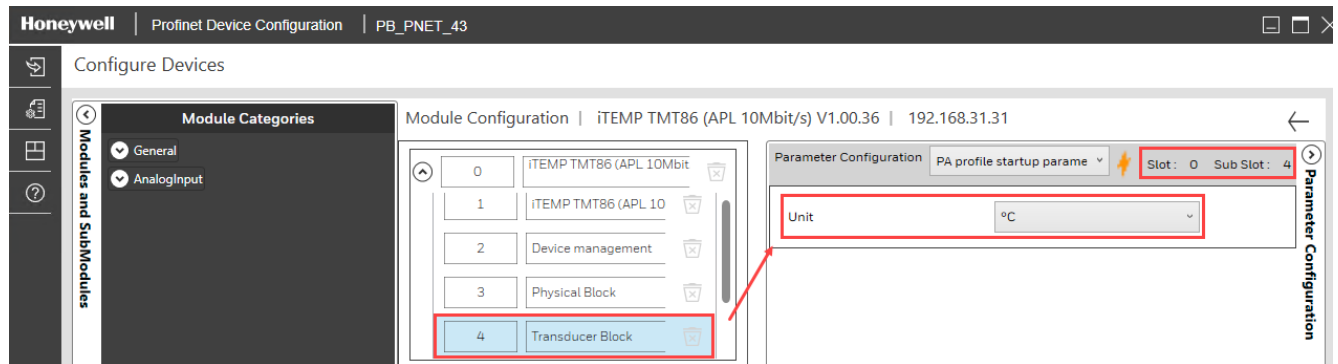 Honeywell | Profinet Device Configuration | PB_PNET_43
Configure Devices
Modules and SubModules
Module Categories
General
AnalogInput
Module Configuration | iTEMP TMT86 (APL 10Mbit/s) V1.00.36 | 192.168.31.31
0 iTEMP TMT86 (APL 10Mbit
1 iTEMP TMT86 (APL 10
2 Device management
3 Physical Block
4 Transducer Block
Parameter Configuration PA profile startup parame Slot: 0 Sub Slot: 4
Unit °C
Parameter Configuration